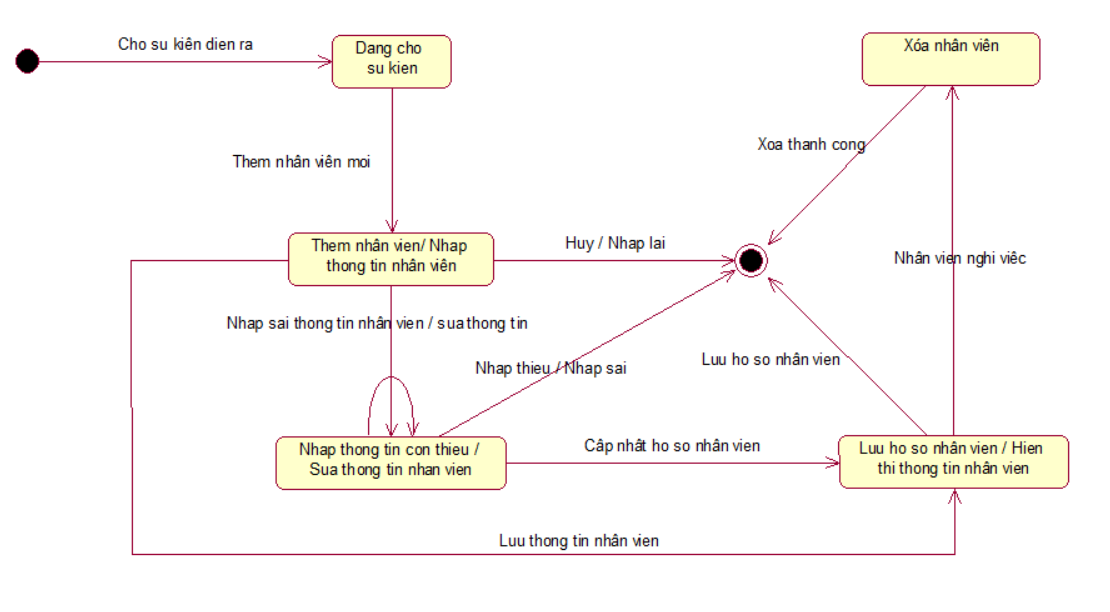 Cho su kiên dien ra
Dang cho
su kien
Xóa nhân viên
Xoa thanh cong
Them nhân viên moi
Them nhân vien/ Nhap
thong tin nhân viên
Huy / Nhap lai
Nhân vien nghi viêc
Nhap sai thong tin nhân vien / sua thong tin
Nhap thieu / Nhap sai
Luu ho so nhân vien
Nhap thong tin con thieu /
Sua thong tin nhan vien
Câp nhât ho so nhân vien
Luu ho so nhân vien / Hien
thi thong tin nhân vien
Luu thong tin nhân vien